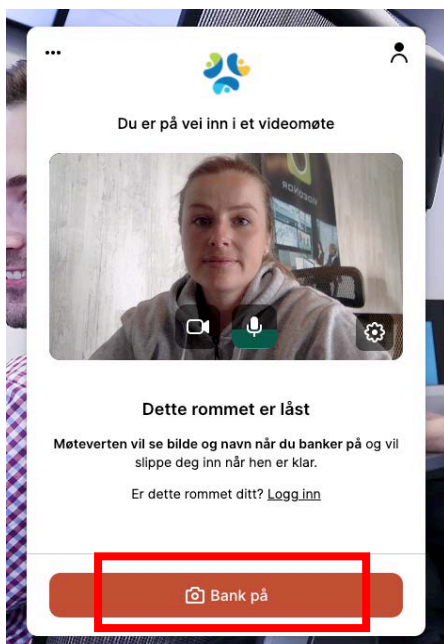 Du er på vei inn i et videomøte
Dette rommet er låst
Møteverten vil se bilde og navn når du banker på og vil
slippe deg inn når hen er klar.
Er dette rommet ditt? Logg inn
Bank på